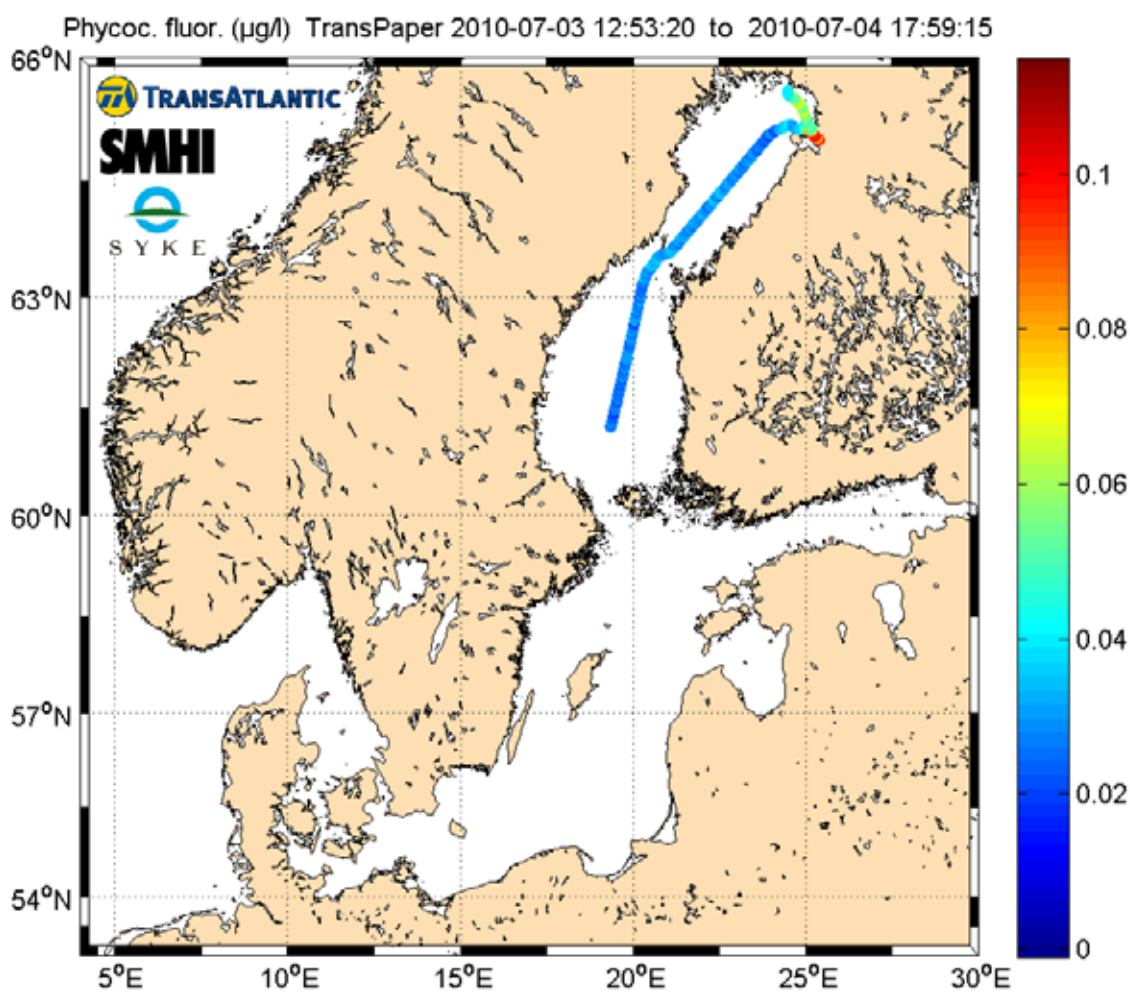 Phycoc. fluor. (µg/l) TransPaper 2010-07-03 12:53:20 to 2010-07-04 17:59:15
66°N
TRANSATLANTIC
SMHI
SYKE
63°N
60°N
57°N
54°N
5°E 10°E 15°E 20°E 25°E 30°E
0.1
0.08
0.06
0.04
0.02
0